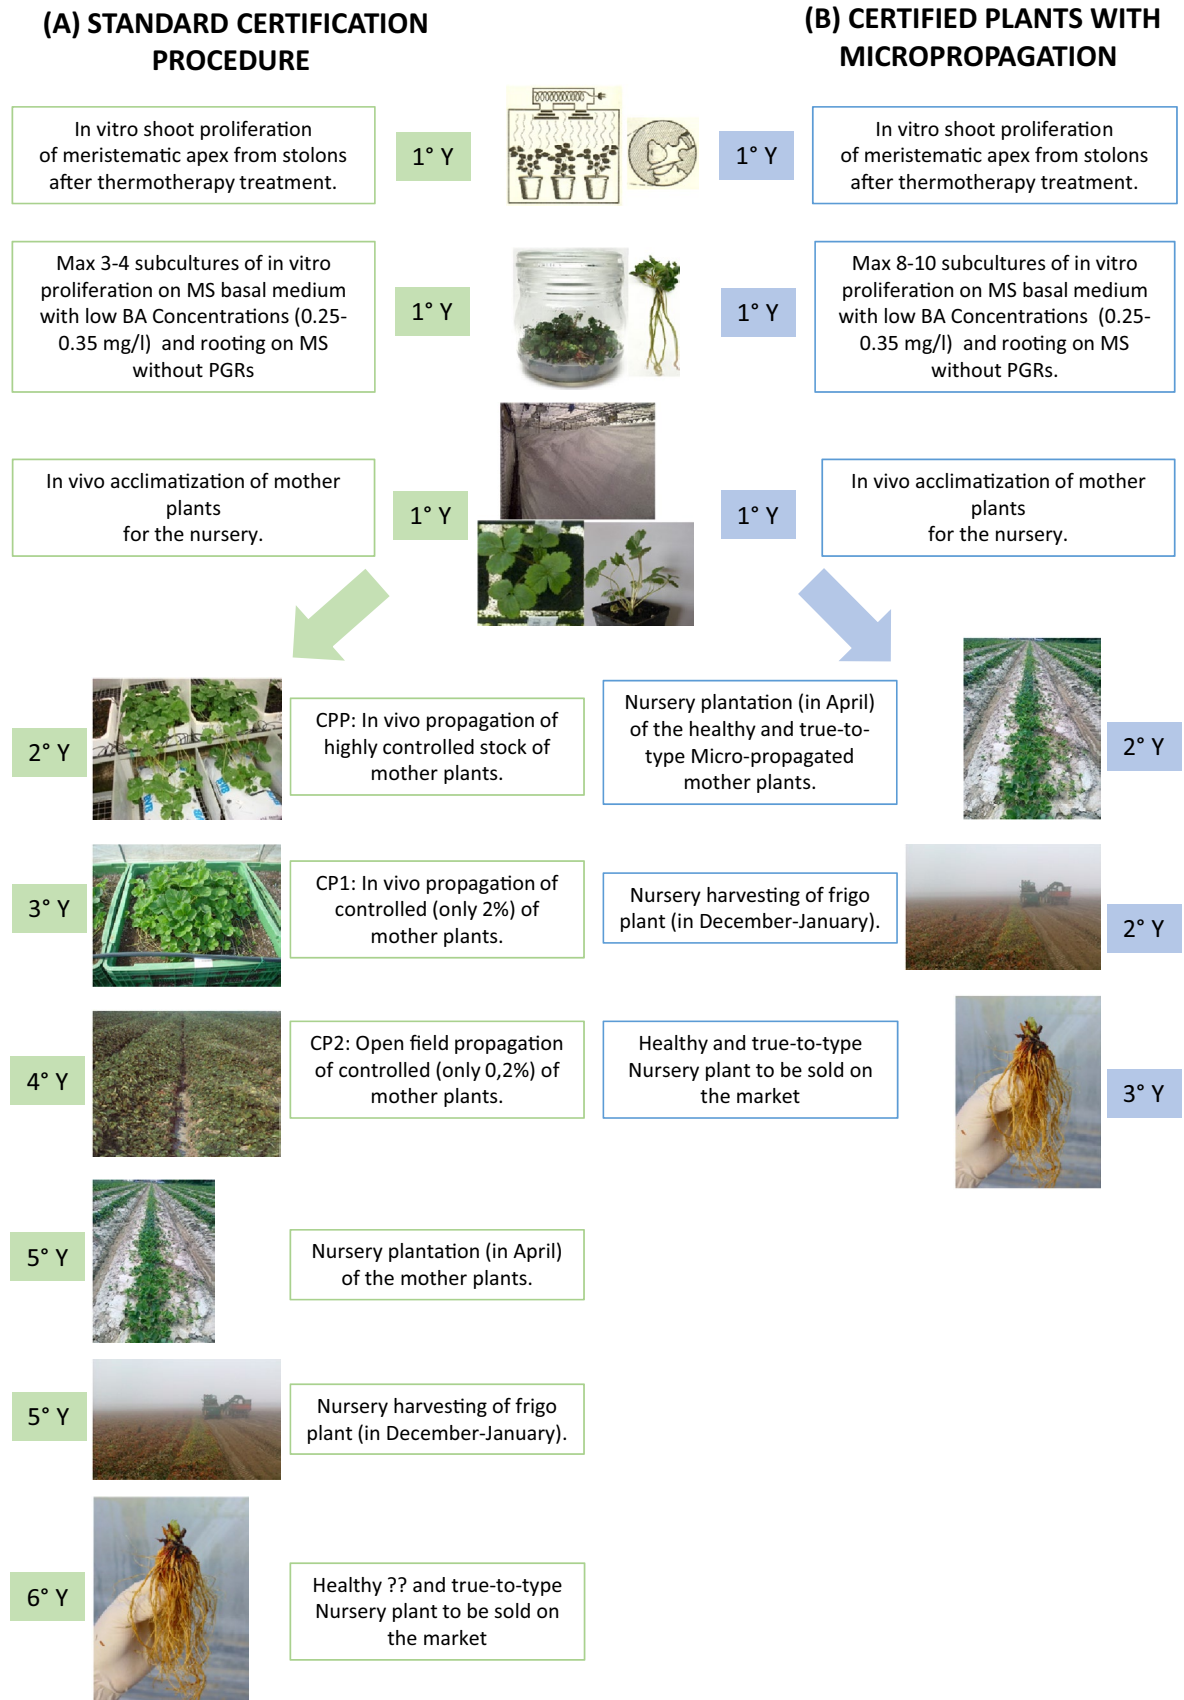 (A) STANDARD CERTIFICATION
PROCEDURE
(B) CERTIFIED PLANTS WITH
MICROPROPAGATION
In vitro shoot proliferation
of meristematic apex from stolons
after thermotherapy treatment.
1° Y
1° Y
In vitro shoot proliferation
of meristematic apex from stolons
after thermotherapy treatment.
Max 3-4 subcultures of in vitro
proliferation on MS basal medium
with low BA Concentrations (0.25-
0.35 mg/l) and rooting on MS
without PGRs
1° Y
1° Y
Max 8-10 subcultures of in vitro
proliferation on MS basal medium
with low BA Concentrations (0.25-
0.35 mg/l) and rooting on MS
without PGRs.
In vivo acclimatization of mother
plants
for the nursery.
1° Y
1° Y
In vivo acclimatization of mother
plants
for the nursery.
2° Y
CPP: In vivo propagation of
highly controlled stock of
mother plants.
Nursery plantation (in April)
of the healthy and true-to-
type Micro-propagated
mother plants.
2° Y
3° Y
CP1: In vivo propagation of
controlled (only 2%) of
mother plants.
Nursery harvesting of frigo
plant (in December-January).
2° Y
4° Y
CP2: Open field propagation
of controlled (only 0,2%) of
mother plants.
Healthy and true-to-type
Nursery plant to be sold on
the market
3° Y
5° Y
Nursery plantation (in April)
of the mother plants.
5° Y
Nursery harvesting of frigo
plant (in December-January).
6° Y
Healthy ?? and true-to-type
Nursery plant to be sold on
the market